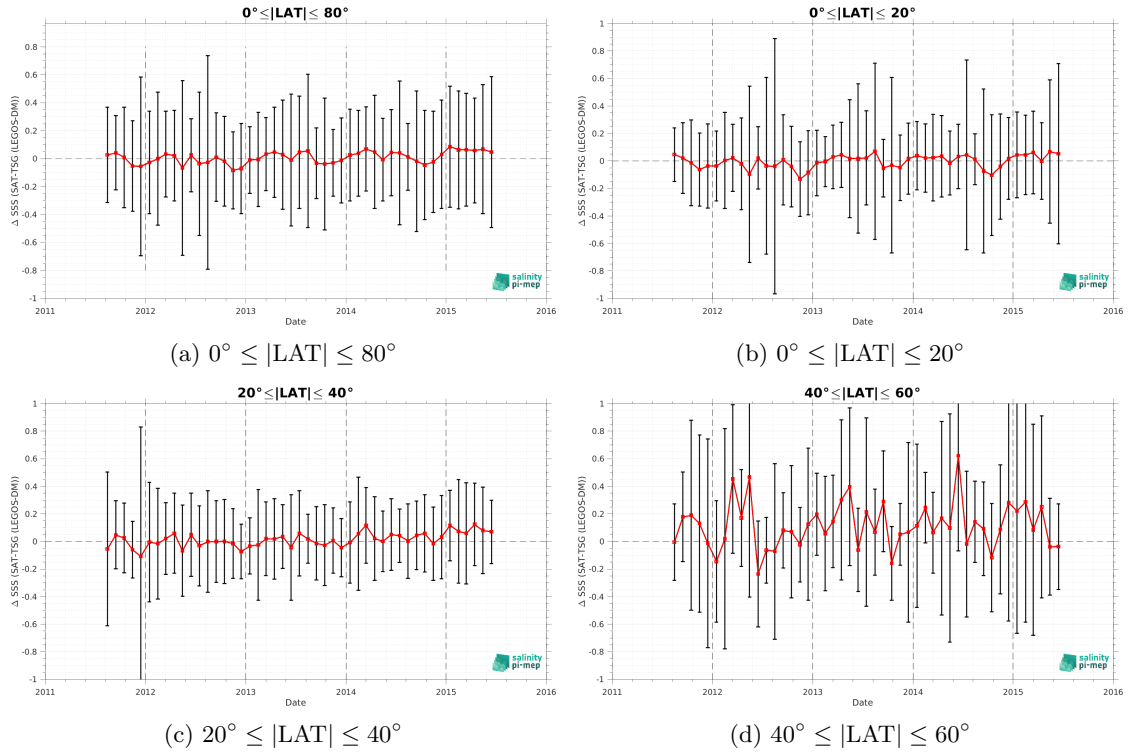 0°≤|LAT|≤ 80°
Δ SSS (SAT-TSG (LEGOS-DM))
0.8
0.6
0.4
0.2
0
-0.2
-0.4
-0.6
-0.8
-1
2011 2012 2013 2014 2015 2016
Date
salinity
pi-mep
(a) 0° ≤ |LAT| ≤ 80°
0°≤|LAT|≤ 20°
Δ SSS (SAT-TSG (LEGOS-DM))
1
0.8
0.6
0.4
0.2
0
-0.2
-0.4
-0.6
-0.8
-1
2011 2012 2013 2014 2015 2016
Date
salinity
pi-mep
(b) 0° ≤ |LAT| ≤ 20°
20°≤|LAT|≤ 40°
Δ SSS (SAT-TSG (LEGOS-DM))
1
0.8
0.6
0.4
0.2
0
-0.2
-0.4
-0.6
-0.8
-1
2011 2012 2013 2014 2015 2016
Date
salinity
pi-mep
(c) 20° ≤ |LAT| ≤ 40°
40°≤|LAT|≤ 60°
Δ SSS (SAT-TSG (LEGOS-DM))
1
0.8
0.6
0.4
0.2
0
-0.2
-0.4
-0.6
-0.8
-1
2011 2012 2013 2014 2015 2016
Date
salinity
pi-mep
(d) 40° ≤ |LAT| ≤ 60°